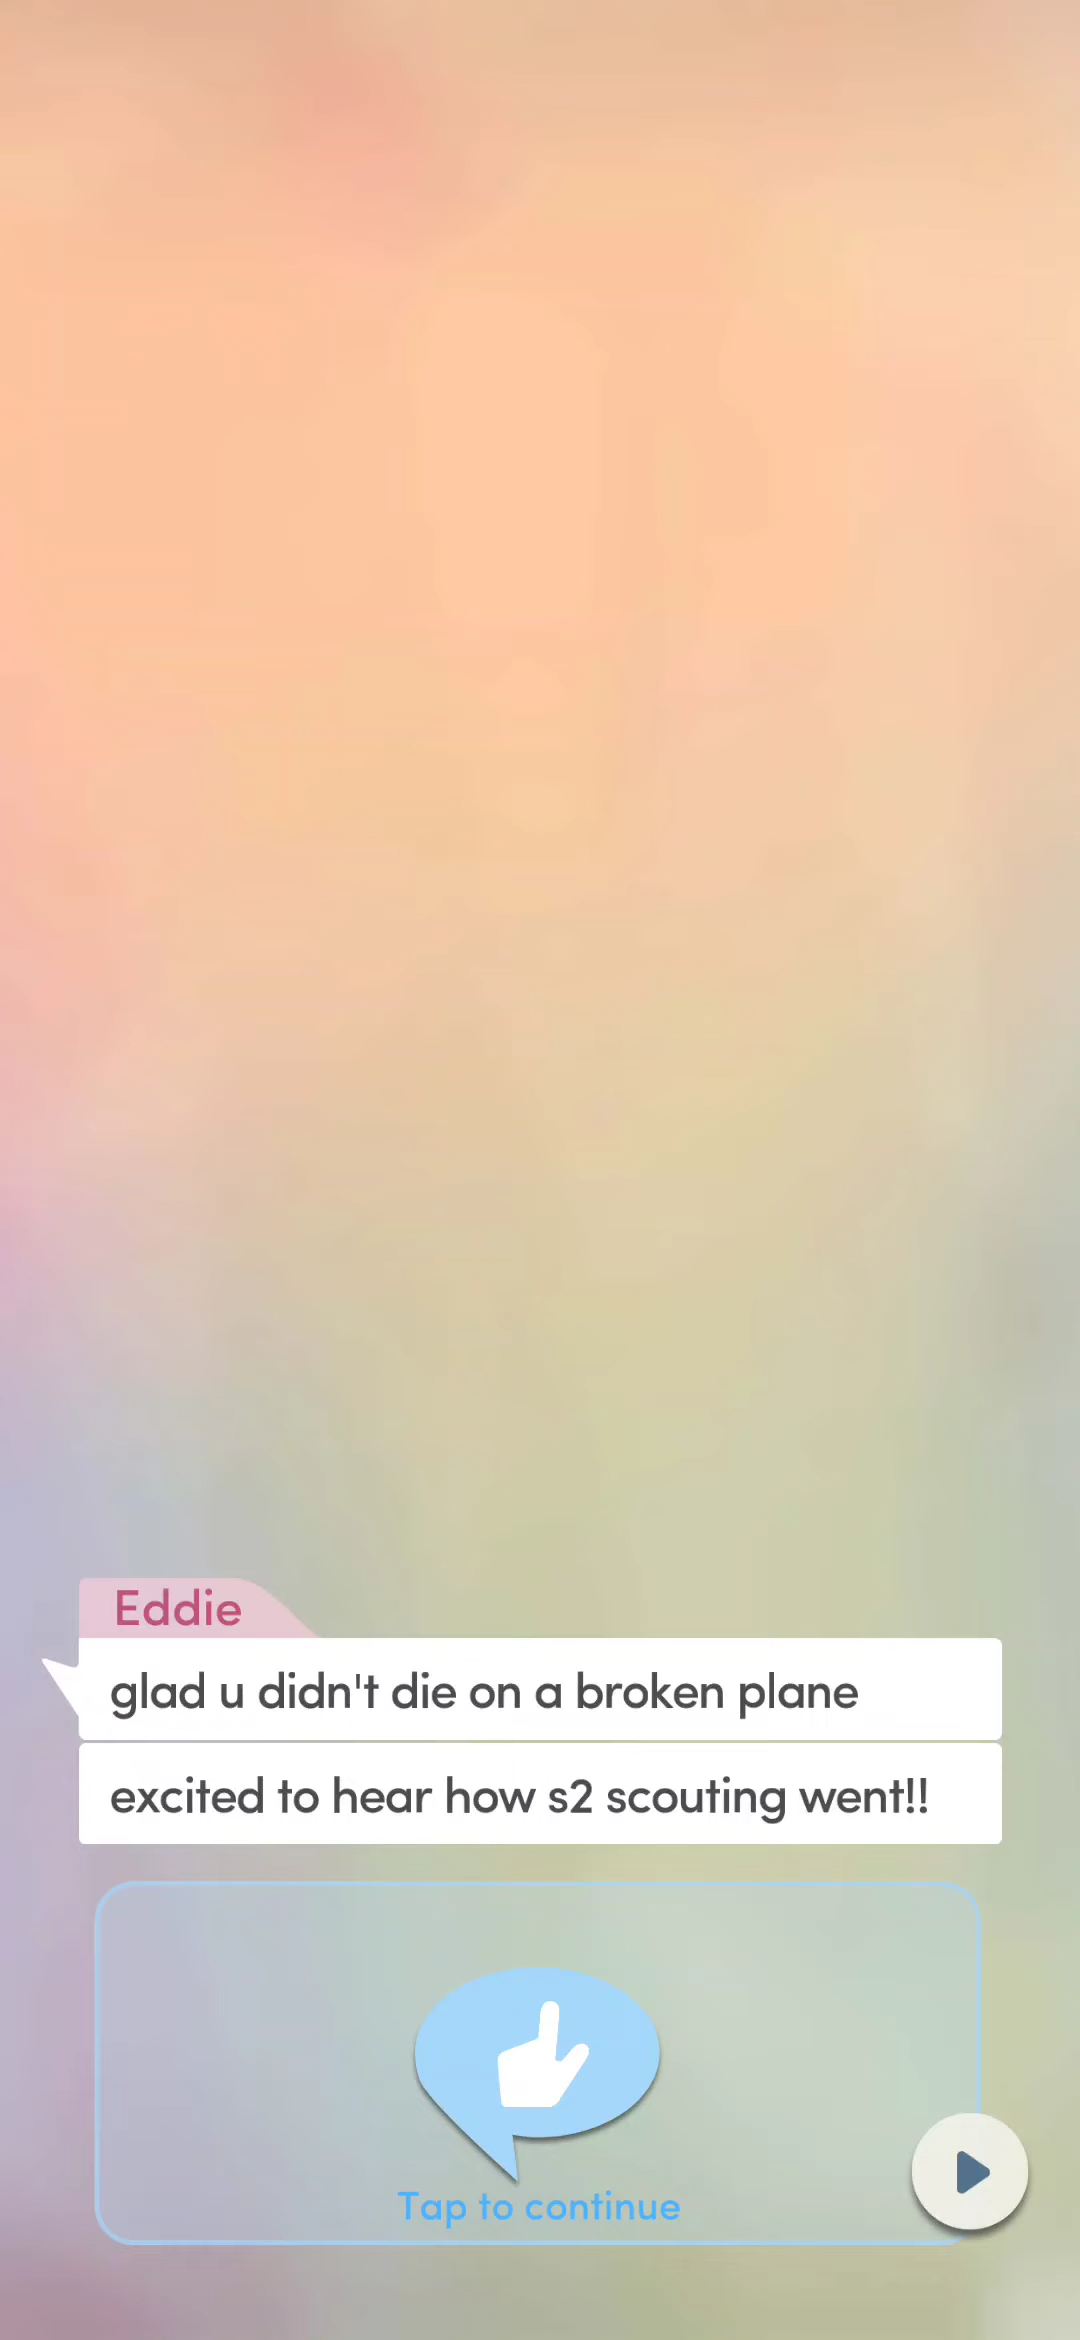 Eddie
glad u didn't die on a broken plane
excited to hear how s2 scouting went!!
Tap to continue